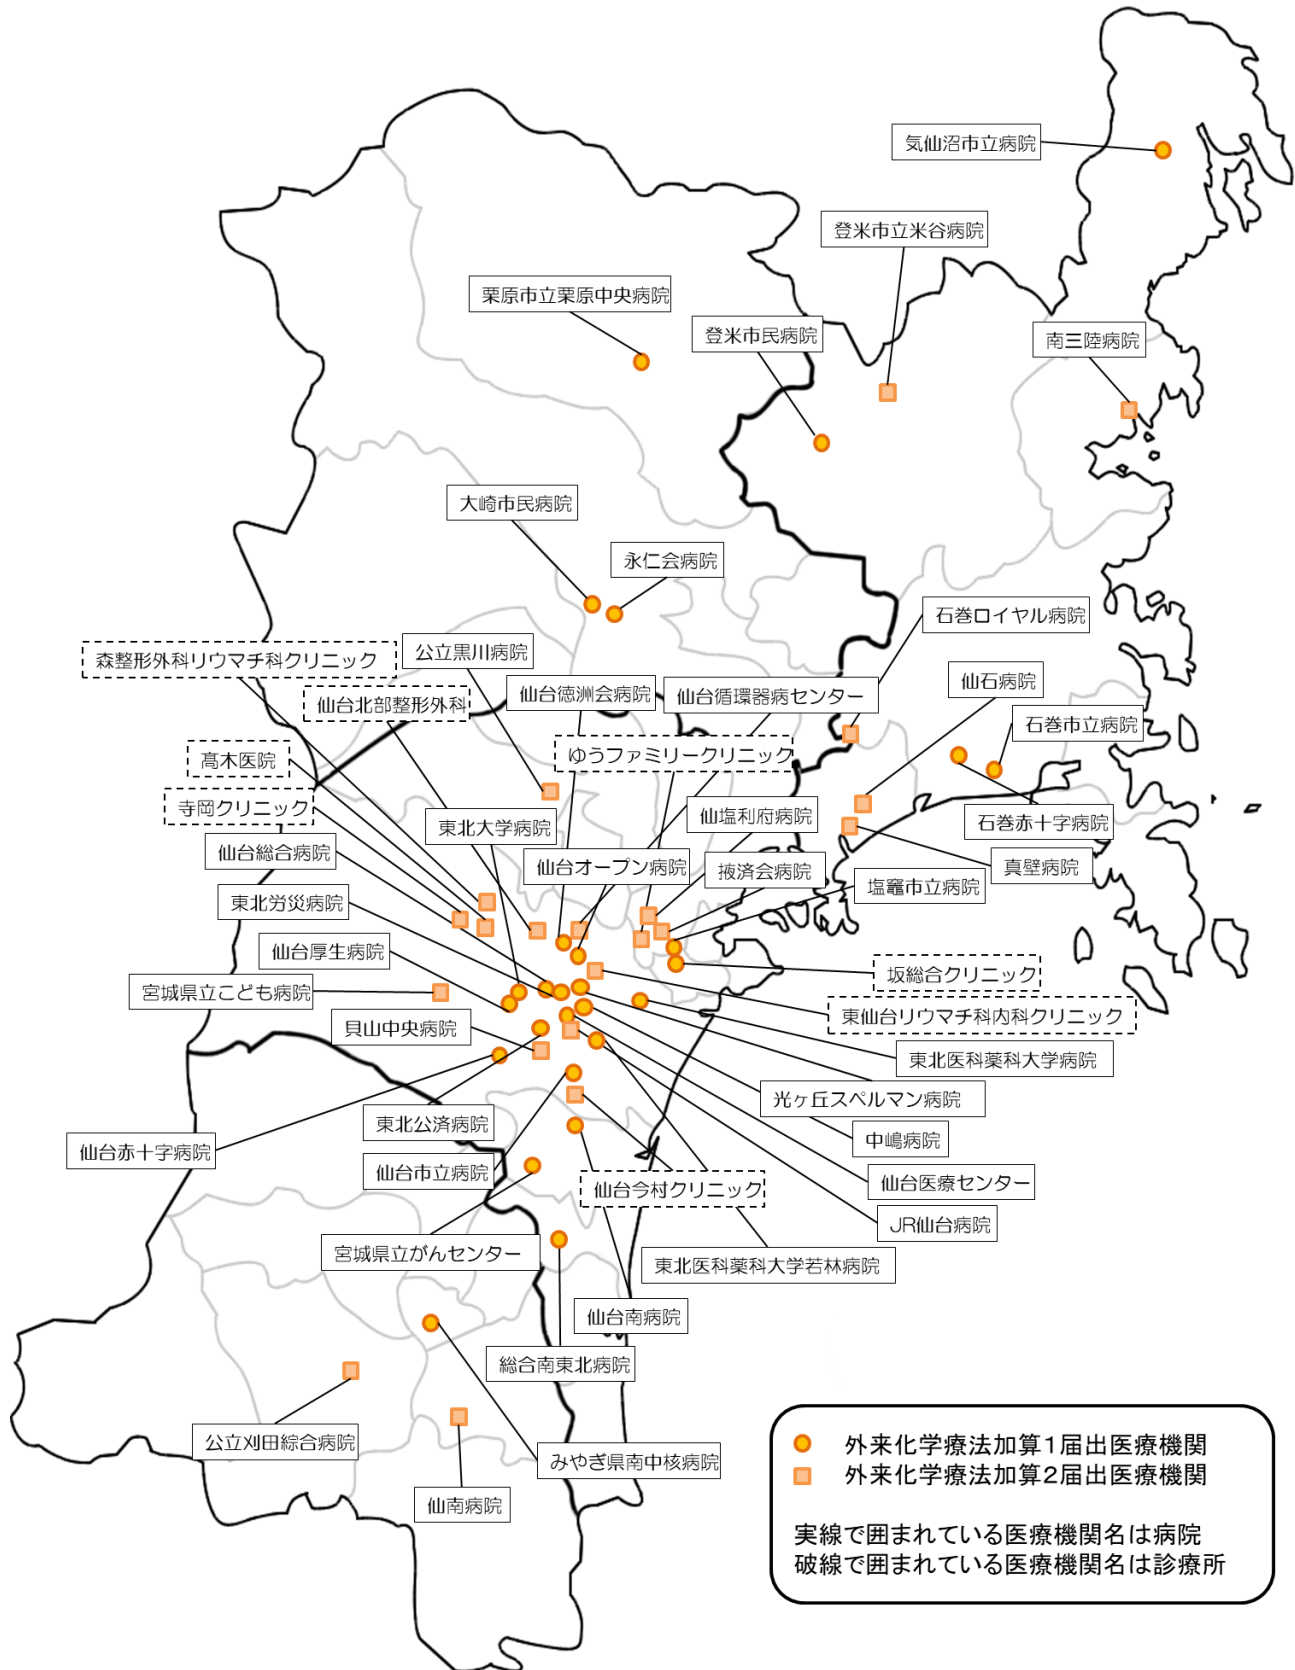 気仙沼市立病院
登米市立米谷病院
栗原市立栗原中央病院
登米市民病院
南三陸病院
大崎市民病院
永仁会病院
石巻ロイヤル病院
公立黒川病院
森整形外科リウマチ科クリニック
仙石病院
仙台徳洲会病院
仙台循環器病センター
仙台北部整形外科
石巻市立病院
ゆうファミリークリニック
髙木医院
寺岡クリニック
仙塩利府病院
石巻赤十字病院
東北大学病院
仙台総合病院
仙台オープン病院
掖済会病院
真壁病院
塩竈市立病院
東北労災病院
仙台厚生病院
坂総合クリニック
宮城県立こども病院
東仙台リウマチ科内科クリニック
貝山中央病院
東北医科薬科大学病院
光ヶ丘スペルマン病院
東北公済病院
中嶋病院
仙台赤十字病院
仙台市立病院
仙台医療センター
仙台今村クリニック
JR仙台病院
宮城県立がんセンター
東北医科薬科大学若林病院
仙台南病院
総合南東北病院
公立刈田綜合病院
みやぎ県南中核病院
仙南病院
外来化学療法加算1届出医療機関
外来化学療法加算2届出医療機関
実線で囲まれている医療機関名は病院
破線で囲まれている医療機関名は診療所